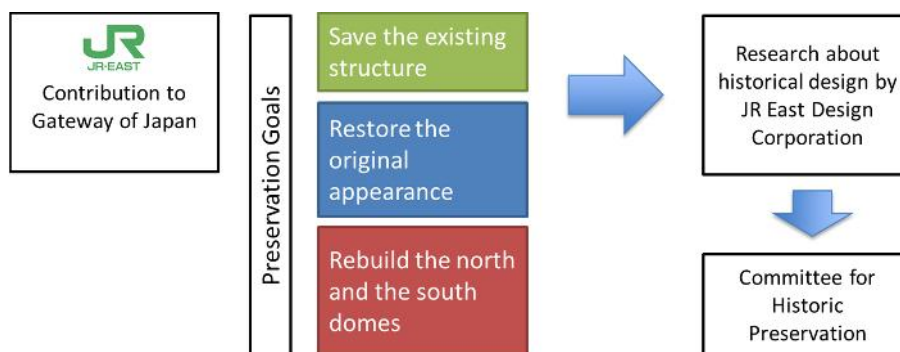 JR
JR-EAST
Contribution to
Gateway of Japan
Preservation Goals
Save the existing
structure
Restore the
original
appearance
Rebuild the north
and the south
domes
Research about
historical design by
JR East Design
Corporation
Committee for
Historic
Preservation